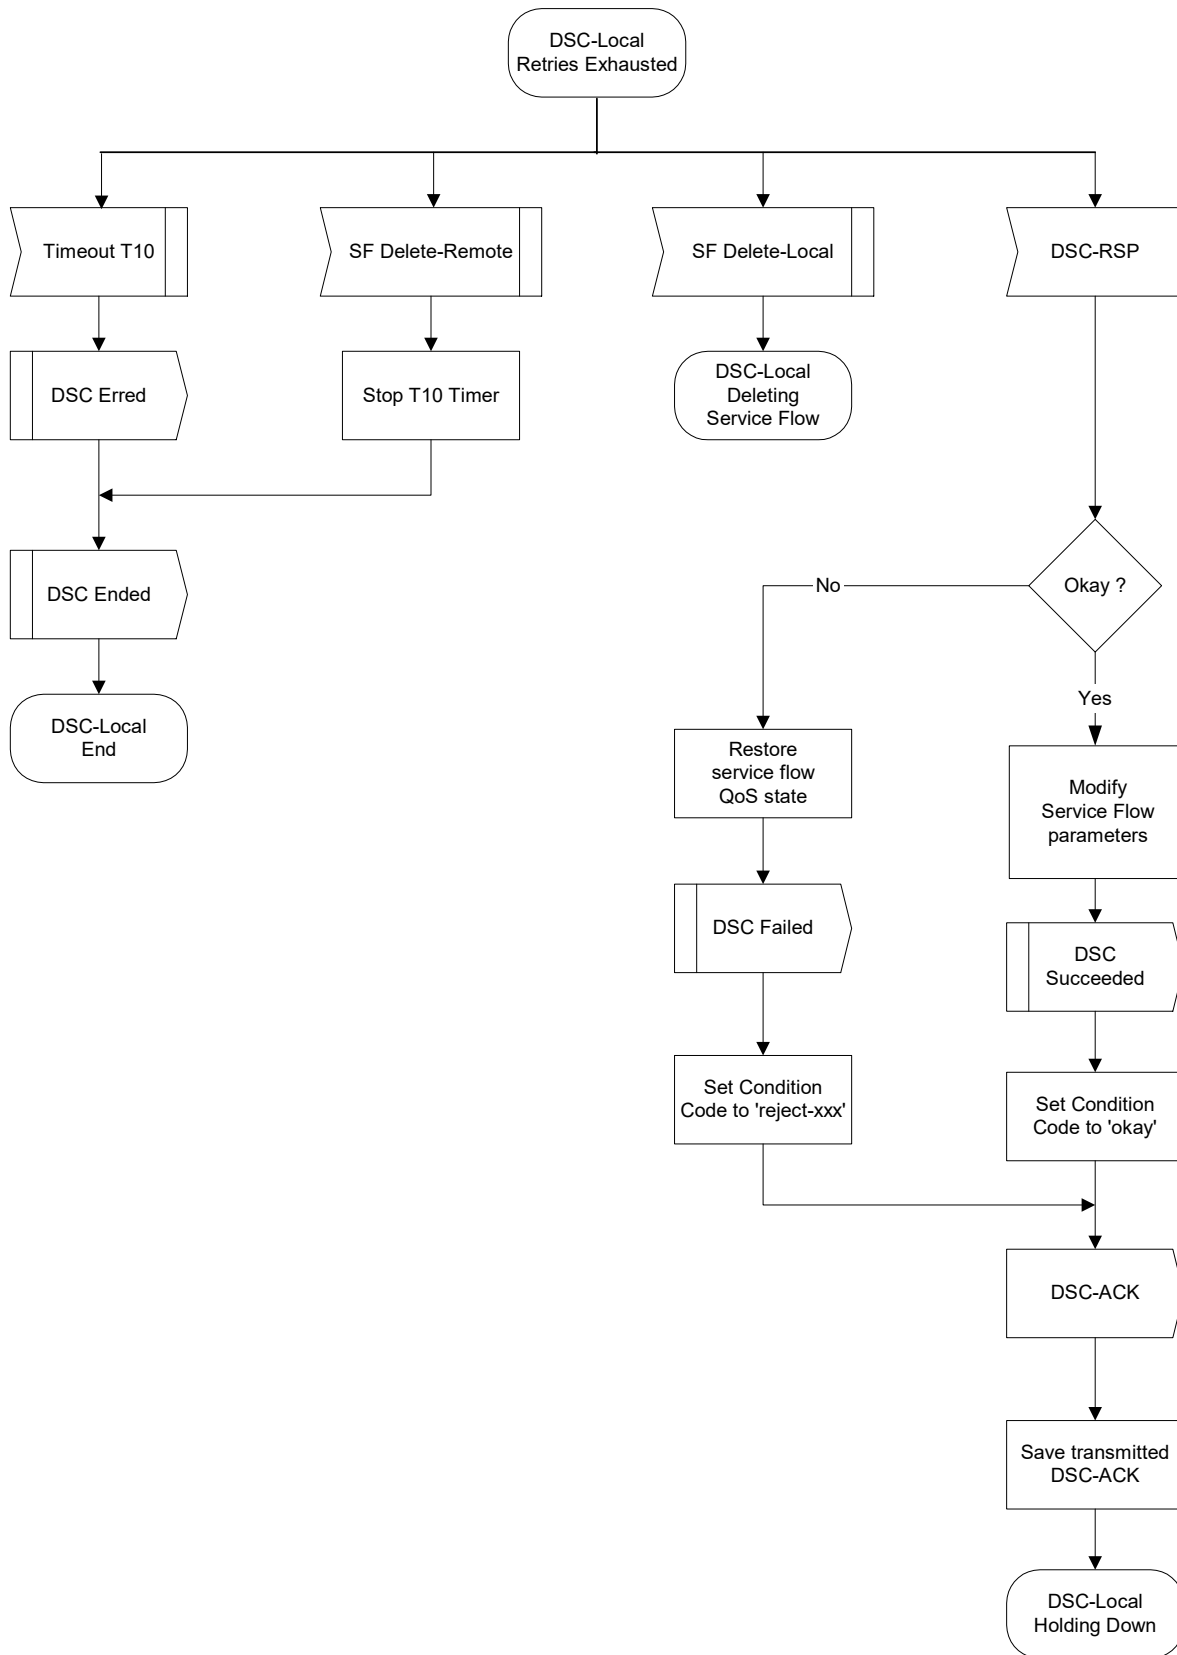 DSC-Local
Retries Exhausted
Timeout T10
SF Delete-Remote
SF Delete-Local
DSC-RSP
DSC Erred
Stop T10 Timer
DSC-Local
Deleting
Service Flow
DSC Ended
No
Okay ?
Yes
DSC-Local
End
Restore
service flow
QoS state
Modify
Service Flow
parameters
DSC Failed
DSC
Succeeded
Set Condition
Code to 'reject-xxx'
Set Condition
Code to 'okay'
DSC-ACK
Save transmitted
DSC-ACK
DSC-Local
Holding Down